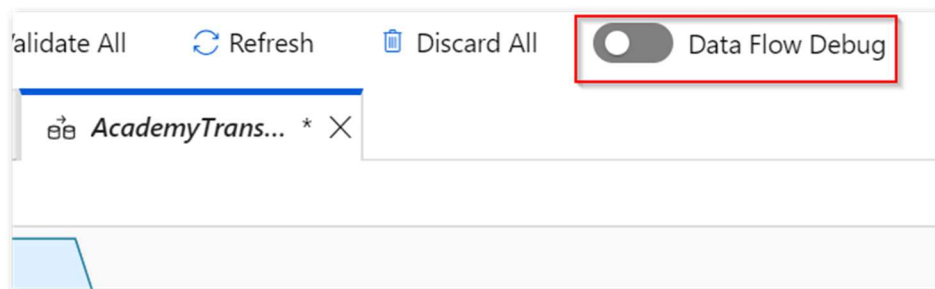 Validate All Refresh Discard All Data Flow Debug
AcademyTrans... *